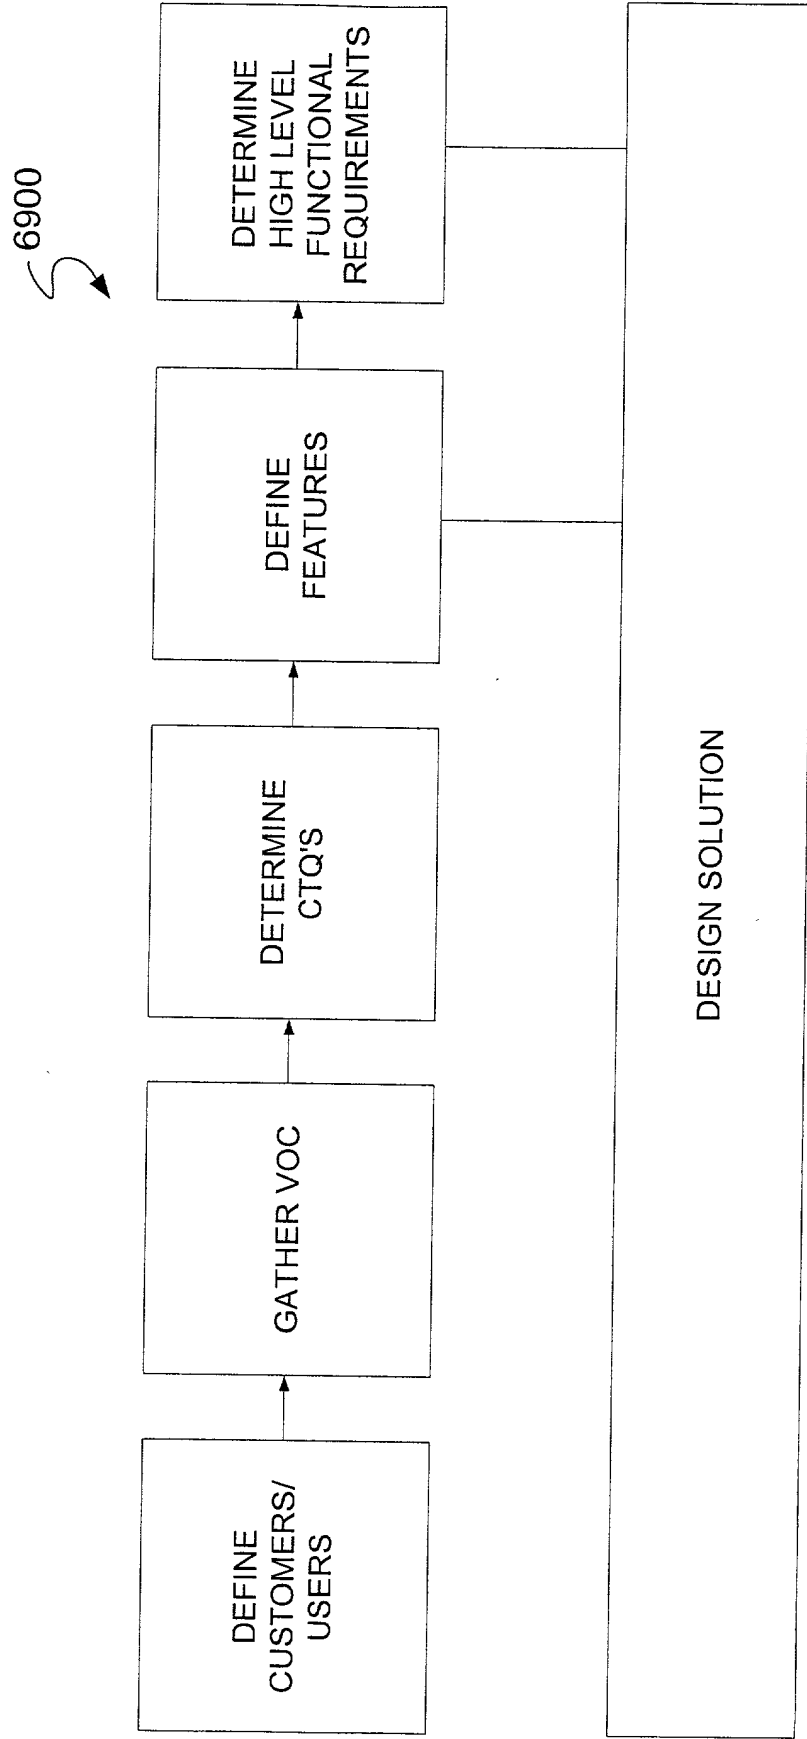 6900
DEFINE
CUSTOMERS/
USERS
GATHER VOC
DETERMINE
CTQ'S
DEFINE
FEATURES
DETERMINE
HIGH LEVEL
FUNCTIONAL
REQUIREMENTS
DESIGN SOLUTION